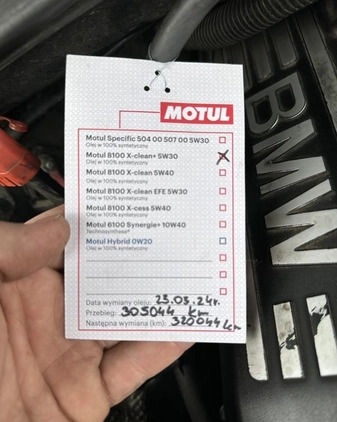 MOTUL
Motul Specific 504 00 507 00 5W30
Olej w 100% syntetyczny
Motul 8100 X-clean+ 5W30
Olej w 100% syntetyczny
Motul 8100 X-clean 5W40
Olej w 100% syntetyczny
Motul 8100 X-clean EFE 5W30
Olej w 100% syntetyczny
Motul 8100 X-cess 5W40
Olej w 100% syntetyczny
Motul 6100 Synergie+ 10W40
Technosynthese®
Motul Hybrid 0W20
Olej w 100% syntetyczny
Data wymiany oleju: 23.05.24r.
Przebieg: 305044 km
Następna wymiana (km): 320044 km
BMW